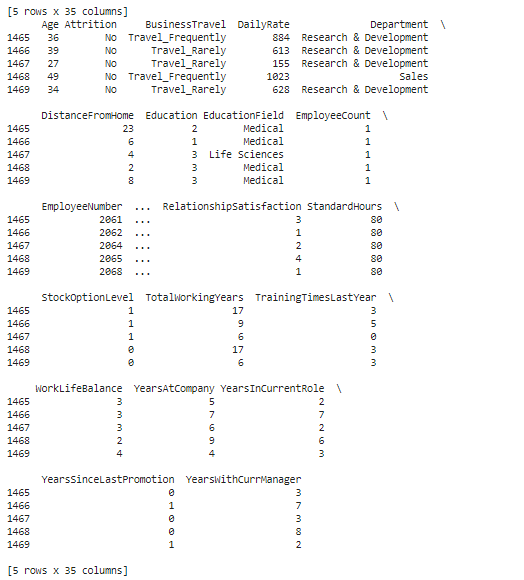 [5 rows x 35 columns]
Age Attrition BusinessTravel DailyRate Department \
1465 36 No Travel_Frequently 884 Research & Development
1466 39 No Travel_Rarely 613 Research & Development
1467 27 No Travel_Rarely 155 Research & Development
1468 49 No Travel_Frequently 1023 Sales
1469 34 No Travel_Rarely 628 Research & Development
DistanceFromHome Education EducationField EmployeeCount \
1465 23 2 Medical 1
1466 6 1 Medical 1
1467 4 3 Life Sciences 1
1468 2 3 Medical 1
1469 8 3 Medical 1
EmployeeNumber ... RelationshipSatisfaction StandardHours \
1465 2061 ... 3 80
1466 2062 ... 1 80
1467 2064 ... 2 80
1468 2065 ... 4 80
1469 2068 ... 1 80
StockOptionLevel TotalWorkingYears TrainingTimesLastYear \
1465 1 17 3
1466 1 9 5
1467 1 6 0
1468 0 17 3
1469 0 6 3
WorkLifeBalance YearsAtCompany YearsInCurrentRole \
1465 3 5 2
1466 3 7 7
1467 3 6 2
1468 2 9 6
1469 4 4 3
YearsSinceLastPromotion YearsWithCurrManager
1465 0 3
1466 1 7
1467 0 3
1468 0 8
1469 1 2
[5 rows x 35 columns]